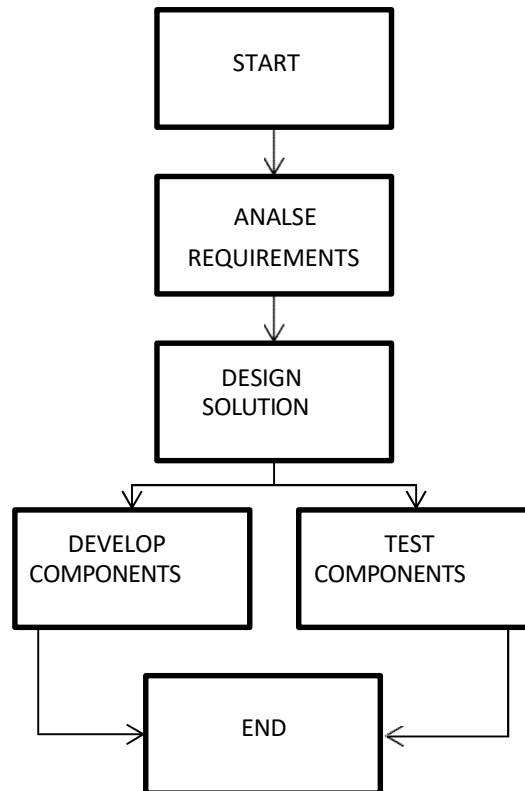 START
ANALSE
REQUIREMENTS
DESIGN
SOLUTION
DEVELOP
COMPONENTS
TEST
COMPONENTS
END